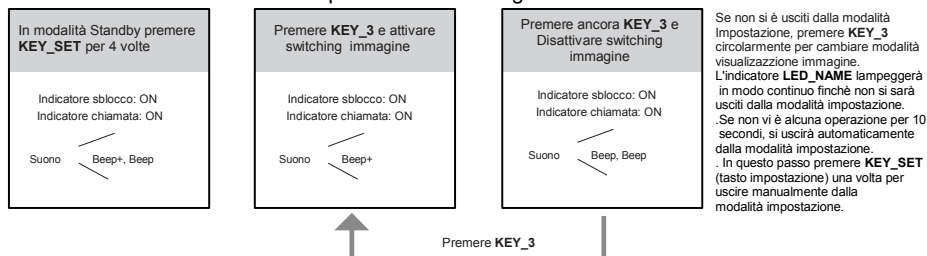 In modalità Standby premere
KEY_SET per 4 volte
Indicatore sblocco: ON
Indicatore chiamata: ON
Suono
Beep+, Beep
Premere KEY_3 e attivare
switching immagine
Indicatore sblocco: ON
Indicatore chiamata: ON
Suono
Beep+
Premere ancora KEY_3 e
Disattivare switching
immagine
Indicatore sblocco: ON
Indicatore chiamata: ON
Suono
Beep, Beep
Se non si è usciti dalla modalità
Impostazione, premere KEY_3
circolarmente per cambiare modalità
visualizazzione immagine.
L'indicatore LED_NAME lampeggerà
in modo continuo finchè non si sarà
usciti dalla modalità impostazione.
.Se non vi è alcuna operazione per 10
secondi, si uscirà automaticamente
dalla modalità impostazione.
. In questo passo premere KEY_SET
(tasto impostazione) una volta per
uscire manualmente dalla
modalità impostazione.
Premere KEY_3